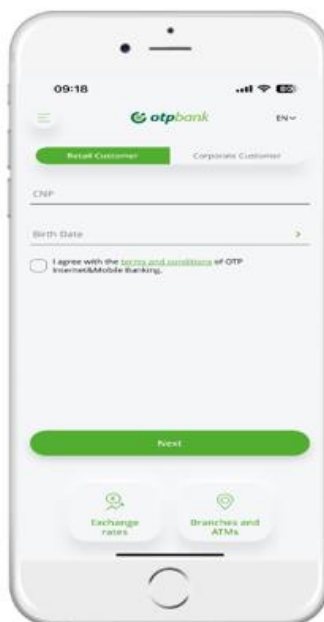 09:18
otpbank
EN
Retail Customer
Corporate Customer
CNP
Birth Date
I agree with the terms and conditions of OTP
Internet&Mobile Banking.
Next
Exchange
rates
Branches and
ATMs